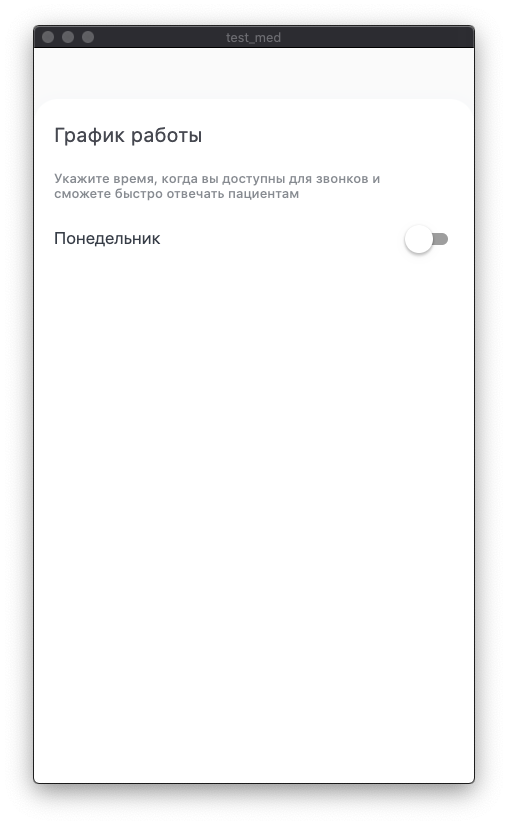 test_med
График работы
Укажите время, когда вы доступны для звонков и
сможете быстро отвечать пациентам
Понедельник